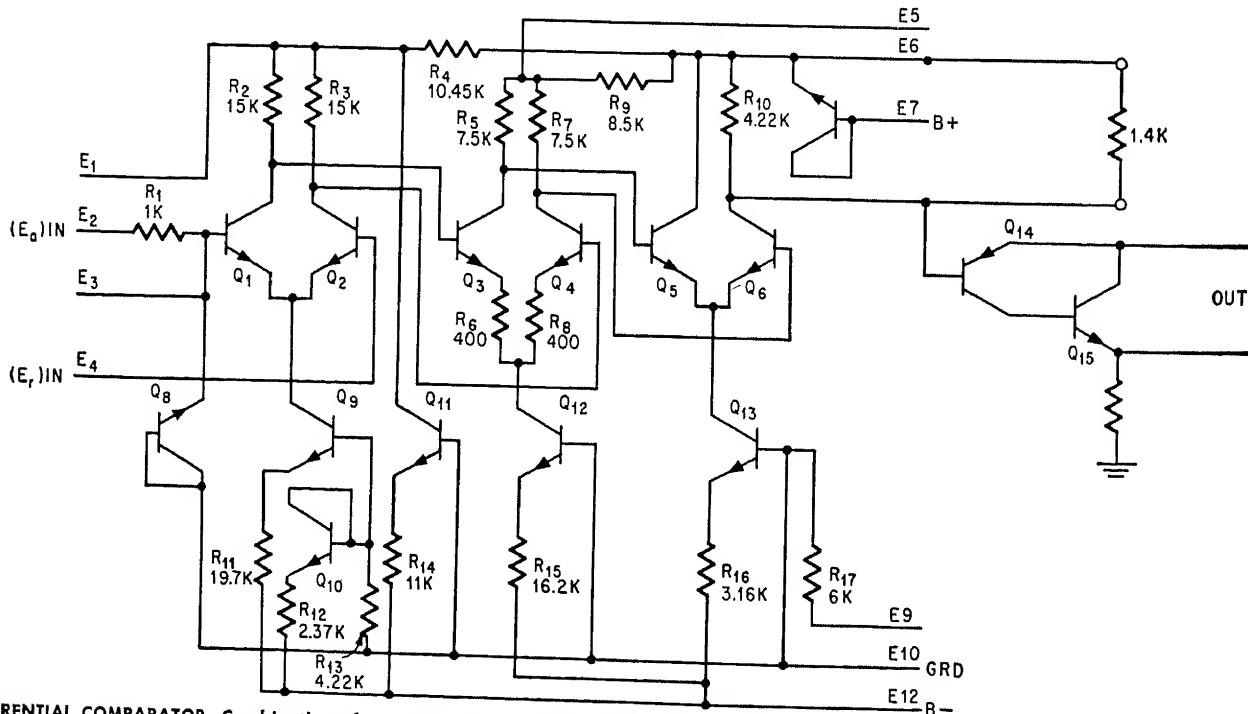 E5
E6
R4
10.45K
R2
15K
R3
15K
R5
7.5K
R7
7.5K
R9
8.5K
R10
4.22K
E7
B+
1.4K
E1
R1
1K
(Ea)IN
E2
Q1
Q2
Q3
Q4
Q5
Q6
Q14
E3
R6
400
R8
400
OUT
Q15
(Er)IN
E4
Q8
Q9
Q11
Q12
Q13
R11
19.7K
Q10
R12
2.37K
R13
4.22K
R14
11K
R15
16.2K
R16
3.16K
R17
6K
E9
E10
GRD
E12
B-
RENTIAL COMPARATOR